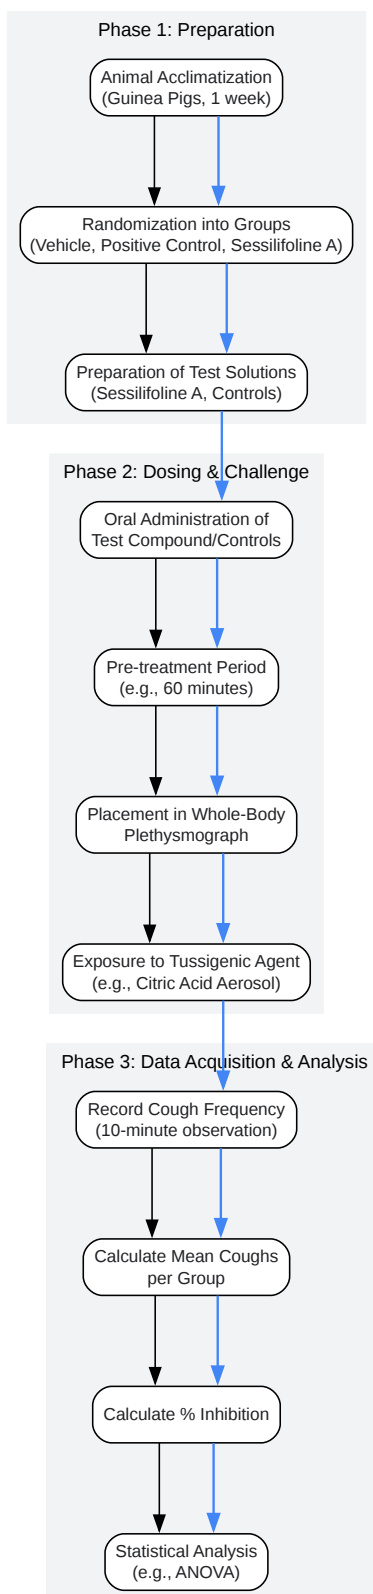 Phase 1: Preparation
Animal Acclimatization
(Guinea Pigs, 1 week)
Randomization into Groups
(Vehicle, Positive Control, Sessilifoline A)
Preparation of Test Solutions
(Sessilifoline A, Controls)
Phase 2: Dosing & Challenge
Oral Administration of
Test Compound/Controls
Pre-treatment Period
(e.g., 60 minutes)
Placement in Whole-Body
Plethysmograph
Exposure to Tussigenic Agent
(e.g., Citric Acid Aerosol)
Phase 3: Data Acquisition & Analysis
Record Cough Frequency
(10-minute observation)
Calculate Mean Coughs
per Group
Calculate % Inhibition
Statistical Analysis
(e.g., ANOVA)